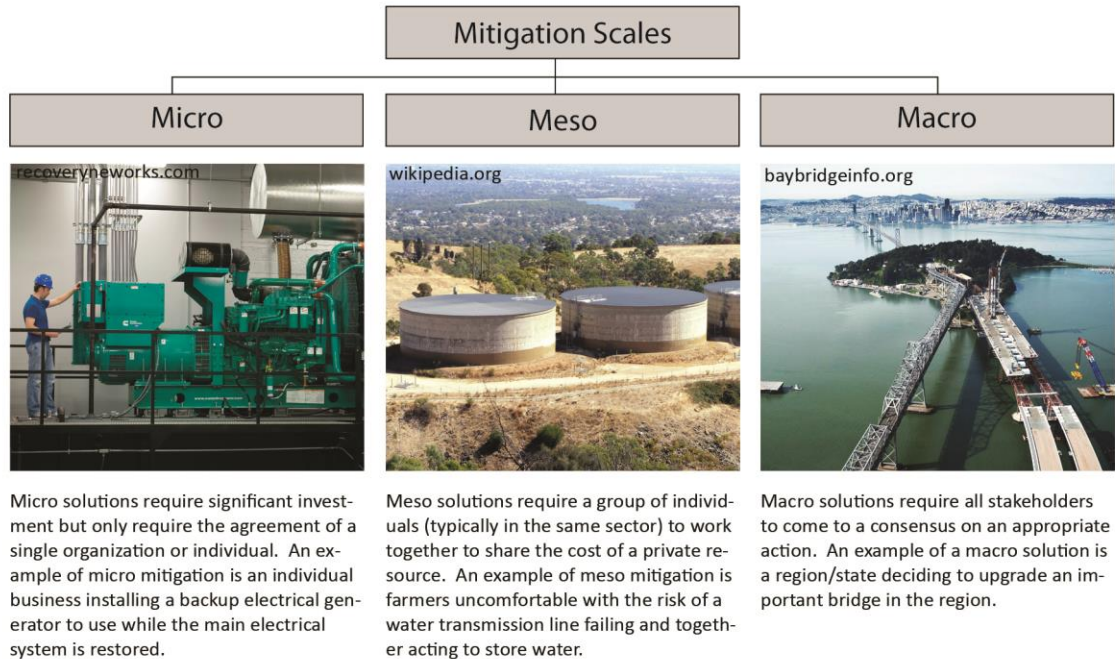 Mitigation Scales
Micro
Meso
Macro
recoveryneworks.com
wikipedia.org
baybridgeinfo.org
Micro solutions require significant invest-
ment but only require the agreement of a
single organization or individual. An ex-
ample of micro mitigation is an individual
business installing a backup electrical gen-
erator to use while the main electrical
system is restored.
Meso solutions require a group of individ-
uals (typically in the same sector) to work
together to share the cost of a private re-
source. An example of meso mitigation is
farmers uncomfortable with the risk of a
water transmission line failing and togeth-
er acting to store water.
Macro solutions require all stakeholders
to come to a consensus on an appropriate
action. An example of a macro solution is
a region/state deciding to upgrade an im-
portant bridge in the region.